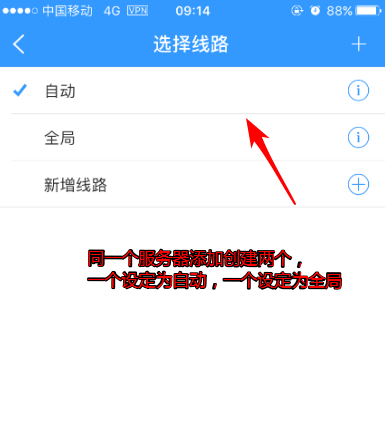 中国移动 4G VPN 09:14 88%
选择线路
自动
全局
新增线路
同一个服务器添加创建两个，
一个设定为自动，一个设定为全局